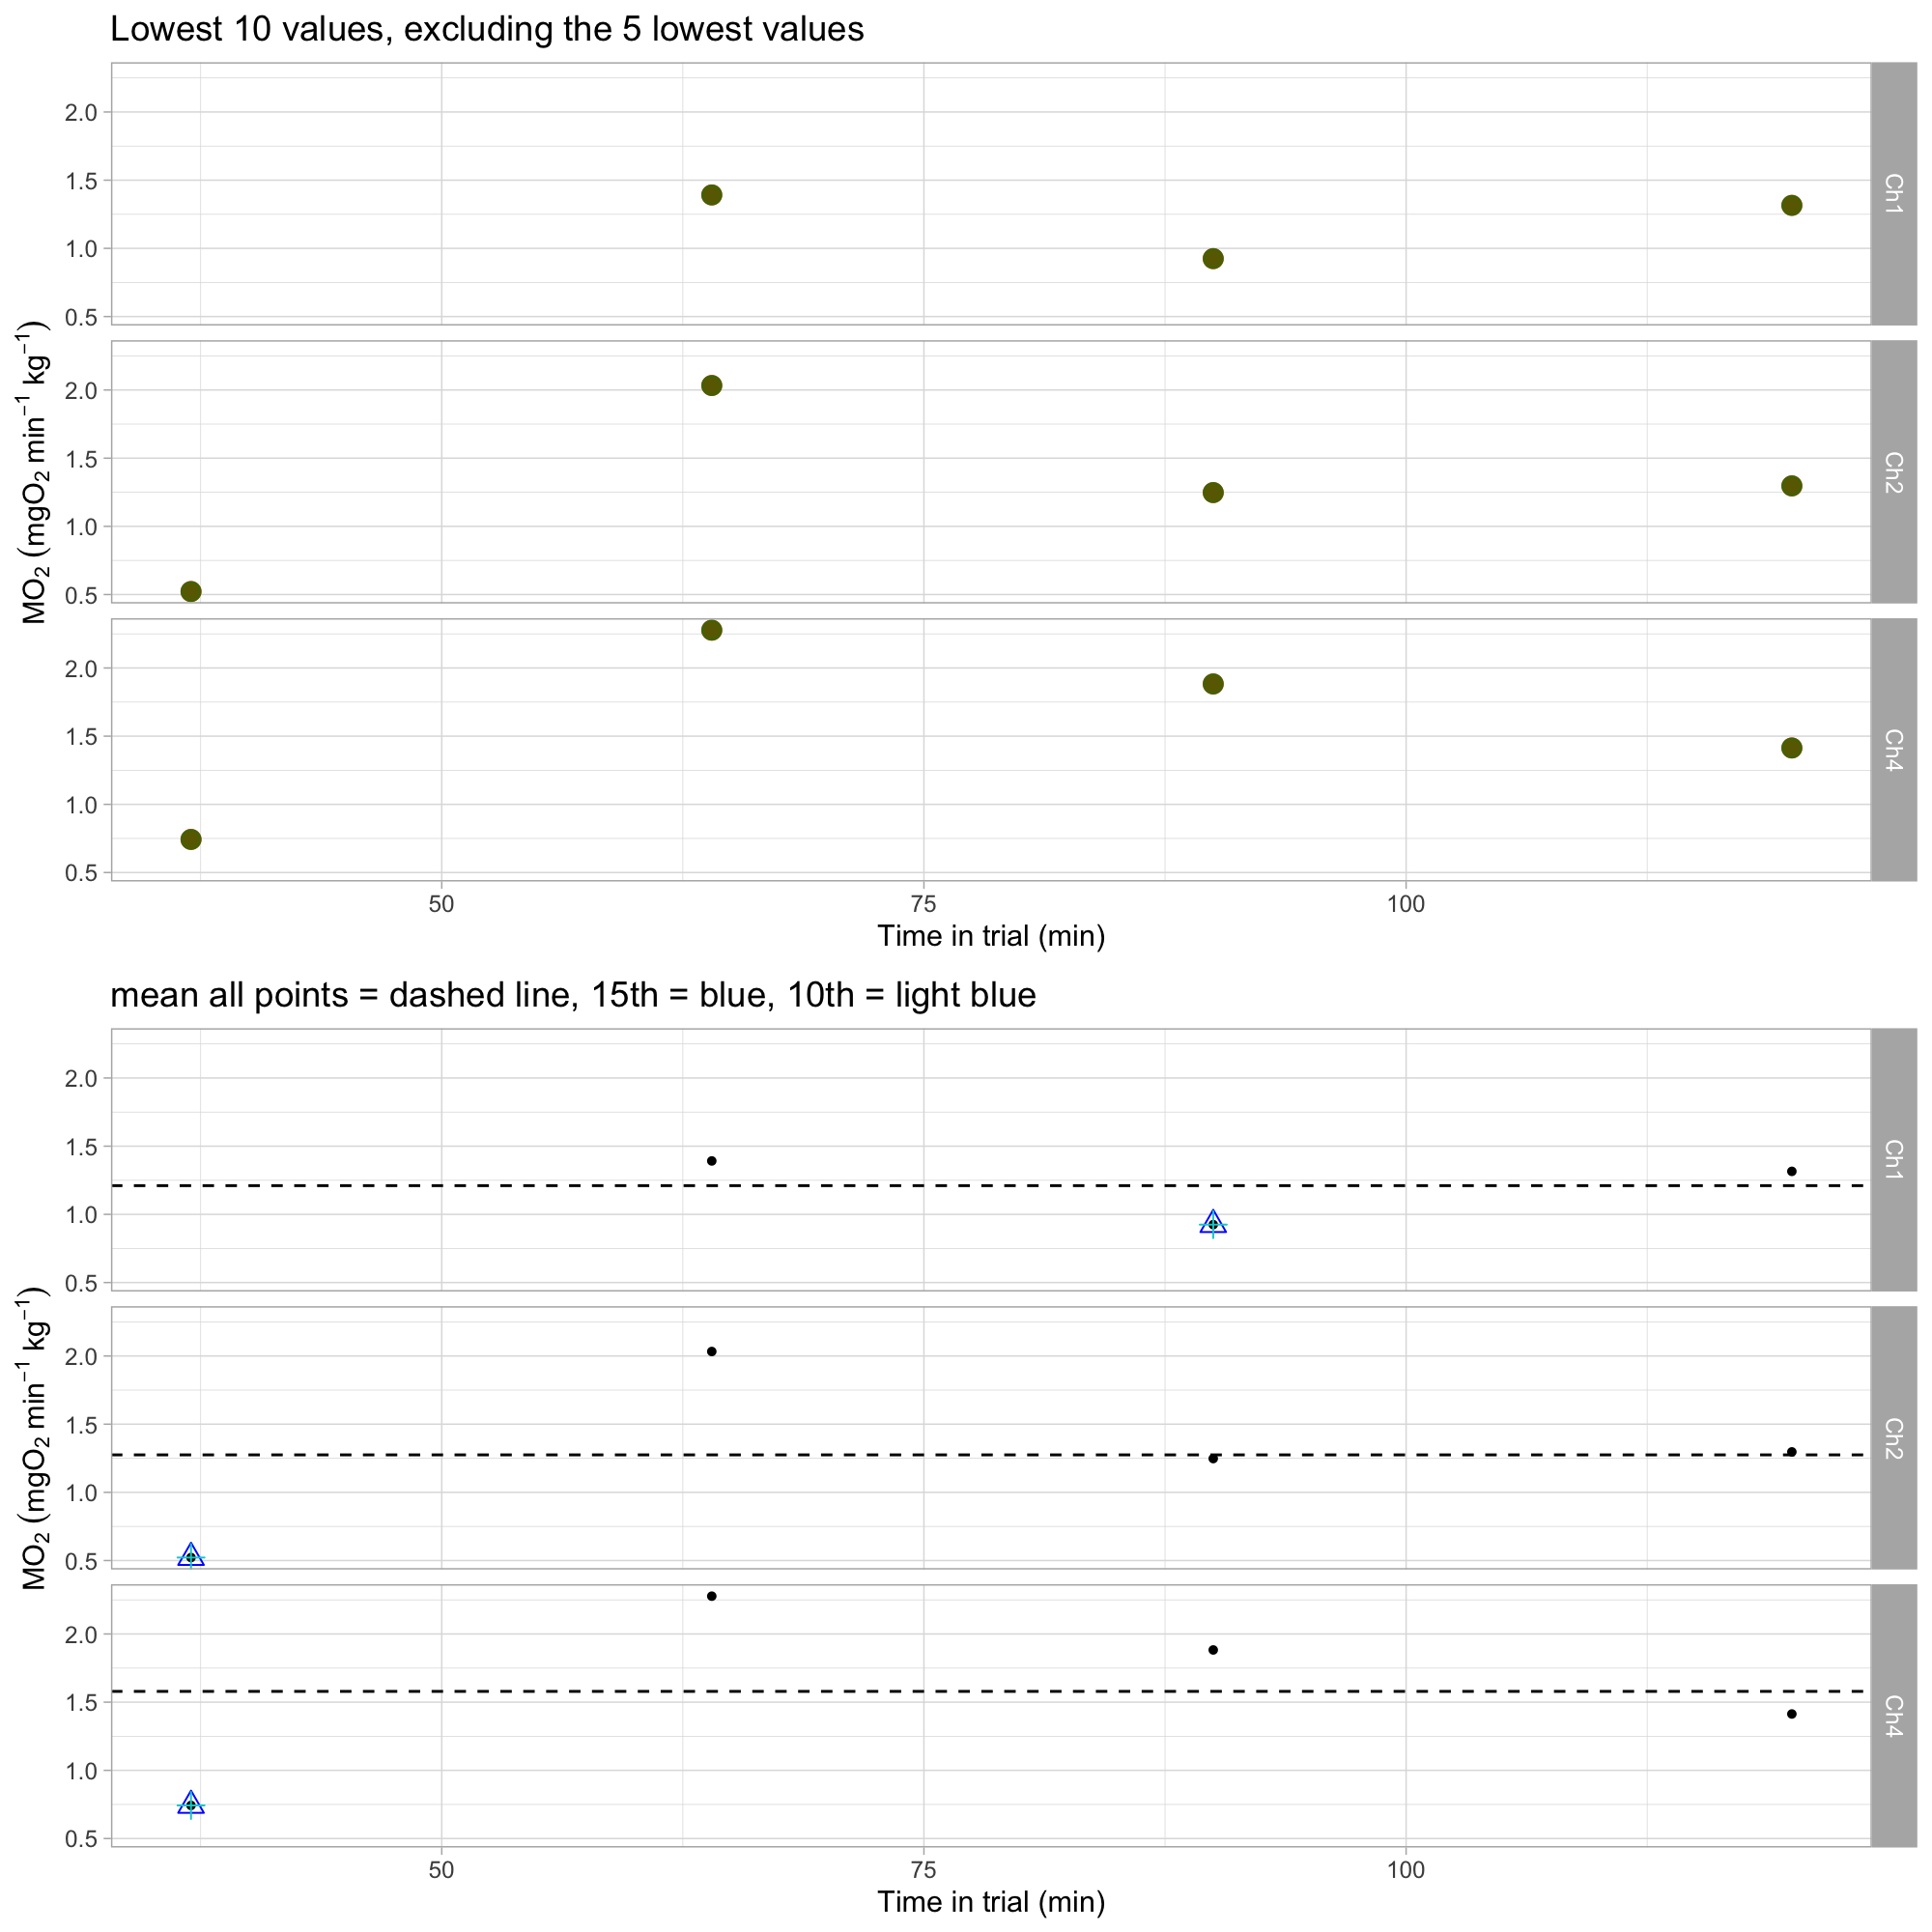 Lowest 10 values, excluding the 5 lowest values
MO₂ (mgO₂ min⁻¹ kg⁻¹)
2.0
1.5
1.0
0.5
Ch1
2.0
1.5
1.0
0.5
Ch2
2.0
1.5
1.0
0.5
Ch4
50 75 100
Time in trial (min)
mean all points = dashed line, 15th = blue, 10th = light blue
MO₂ (mgO₂ min⁻¹ kg⁻¹)
2.0
1.5
1.0
0.5
Ch1
2.0
1.5
1.0
0.5
Ch2
2.0
1.5
1.0
0.5
Ch4
50 75 100
Time in trial (min)